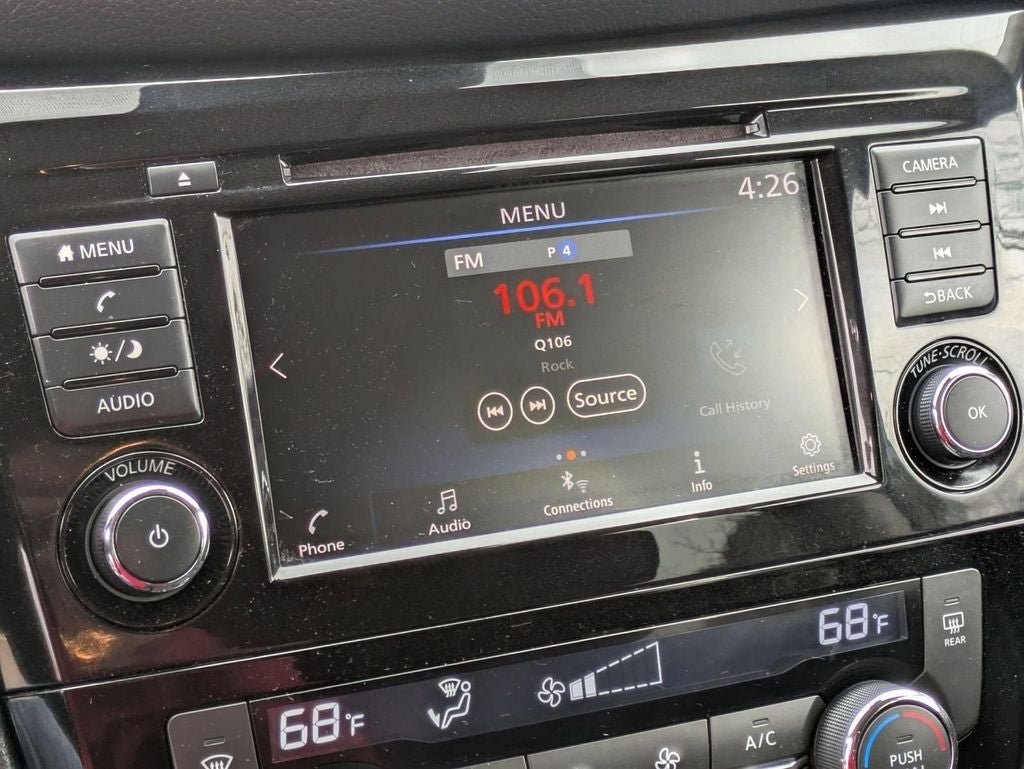 MENU
AUDIO
VOLUME
MENU
4:26
FM P 4
106.1
FM
Q106
Rock
Source
Call History
Phone
Audio
Connections
Info
Settings
CAMERA
BACK
TUNE·SCROLL
OK
68°F
68°F
REAR
A/C
PUSH